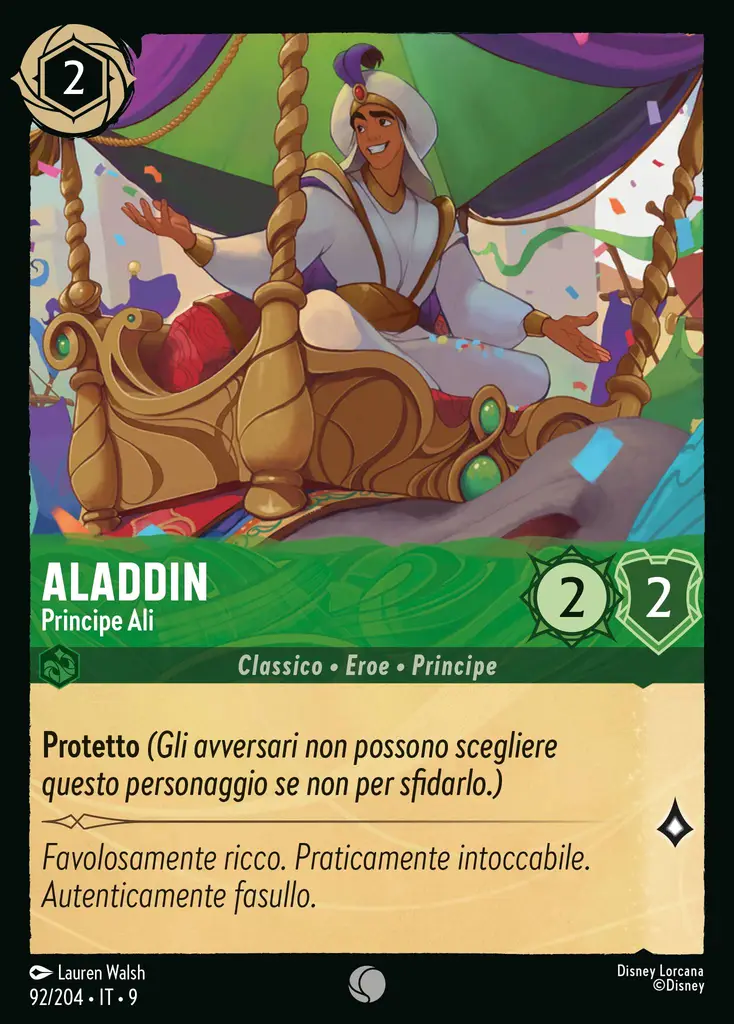 2
ALADDIN
Principe Ali
2
2
Classico • Eroe • Principe
Protetto (Gli avversari non possono scegliere
questo personaggio se non per sfidarlo.)
Favolosamente ricco. Praticamente intoccabile.
Autenticamente fasullo.
Lauren Walsh
92/204 • IT • 9
Disney Lorcana
©Disney